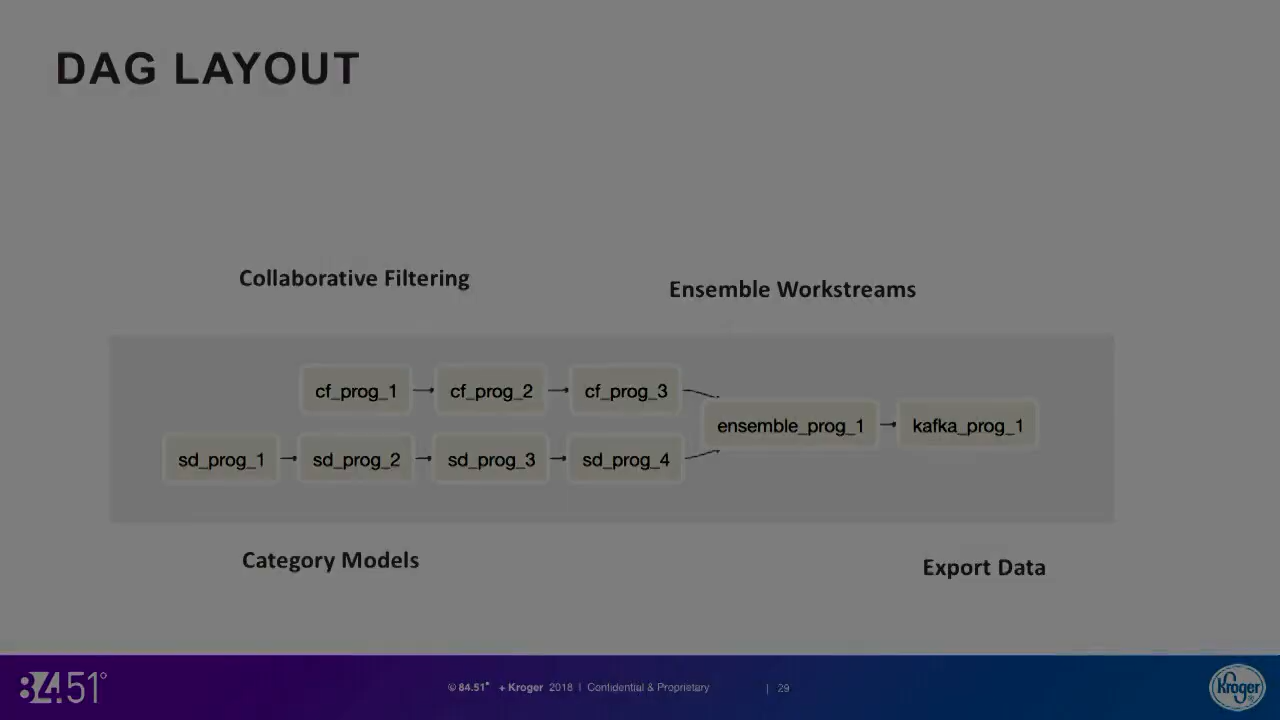 DAG LAYOUT
Collaborative Filtering
Ensemble Workstreams
cf_prog_1
cf_prog_2
cf_prog_3
ensemble_prog_1
kafka_prog_1
sd_prog_1
sd_prog_2
sd_prog_3
sd_prog_4
Category Models
Export Data
84.51°
© 84.51° + Kroger 2018 | Confidential & Proprietary | 29
Kroger